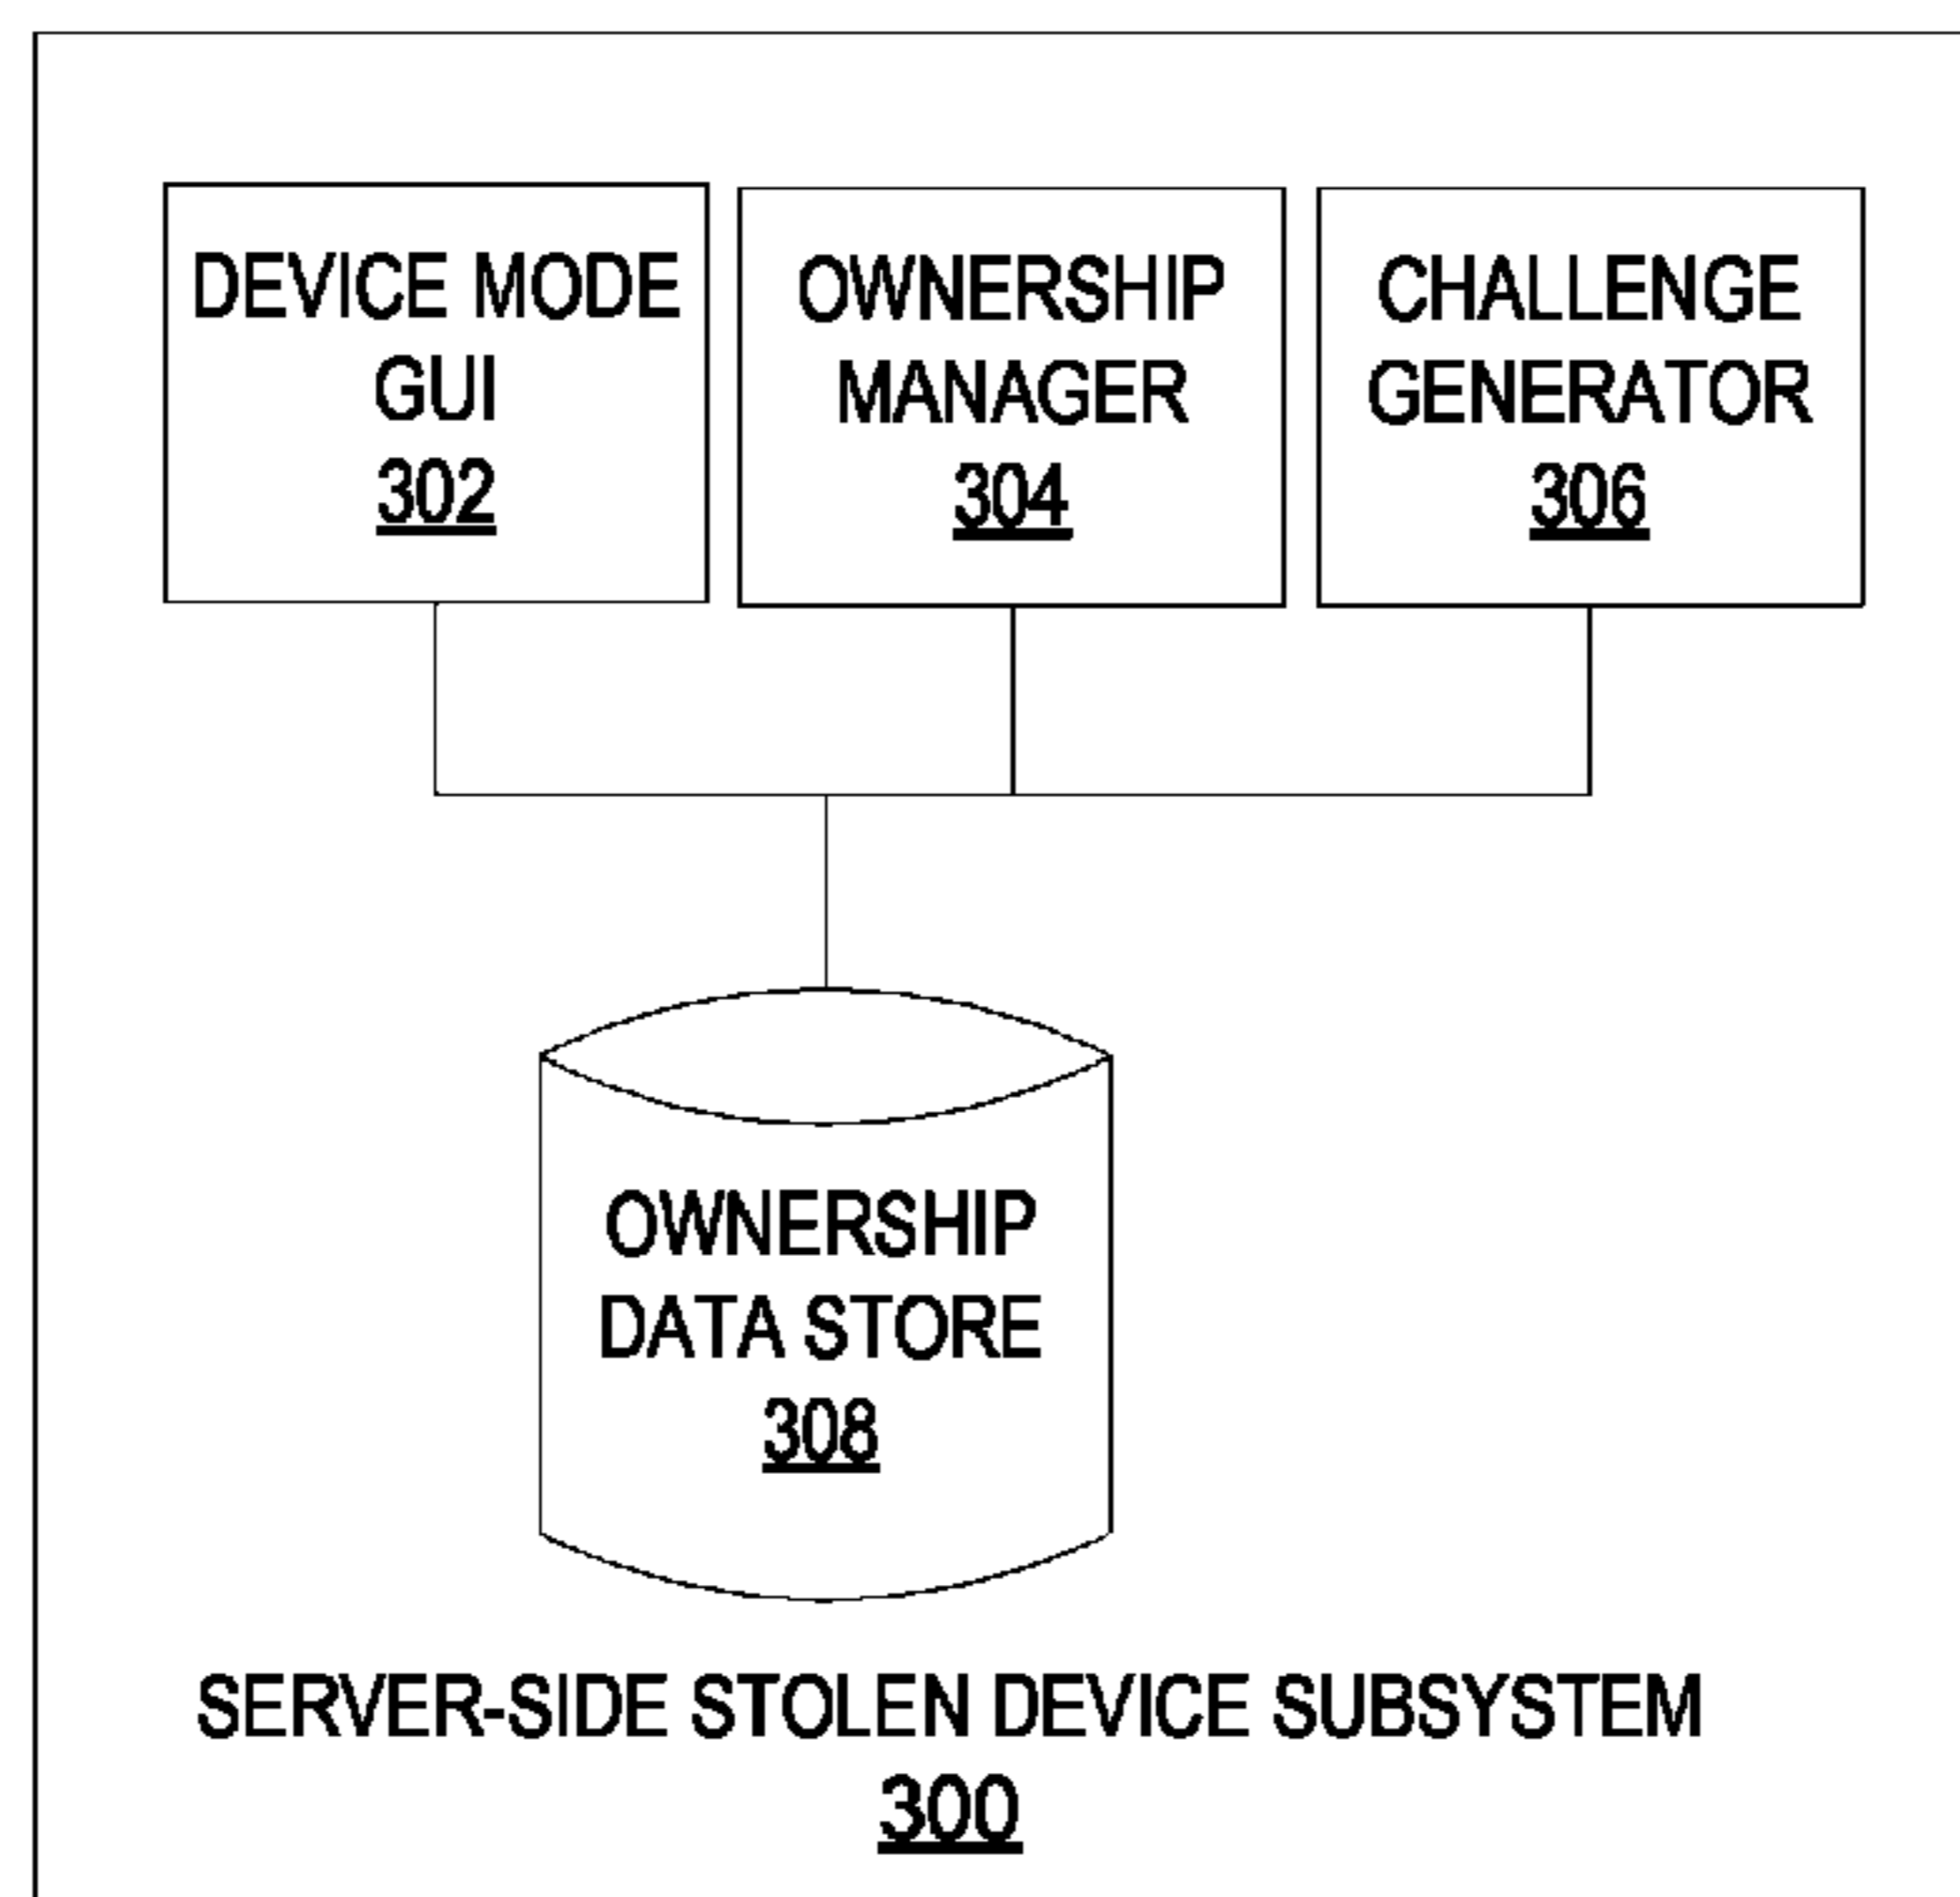 DEVICE MODE
GUI
302
OWNERSHIP
MANAGER
304
CHALLENGE
GENERATOR
306
OWNERSHIP
DATA STORE
308
SERVER-SIDE STOLEN DEVICE SUBSYSTEM
300